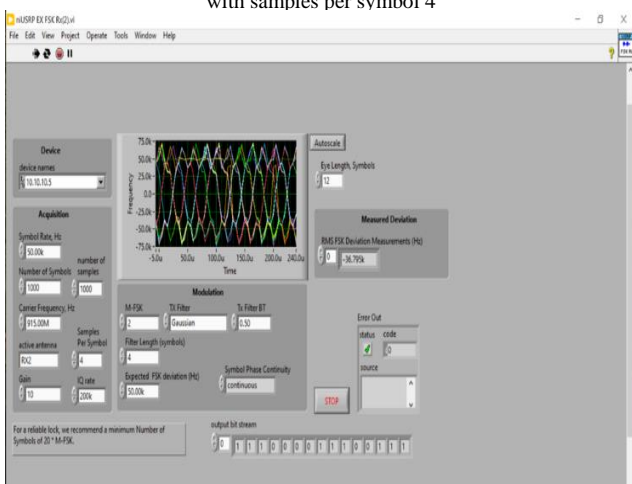 with samples per symbol 4
niUSRP EX FSK Rx(2).vi
File Edit View Project Operate Tools Window Help
Device
device names
10.10.10.5
Acquisition
Symbol Rate, Hz
50.00k
Number of Symbols
number of samples
1000
1000
Carrier Frequency, Hz
915.00M
active antenna
RX2
Samples Per Symbol
4
Gain
10
IQ rate
200k
Frequency
75.0k
50.0k
25.0k
0.0
-25.0k
-50.0k
-75.0k
-5.0u 50.0u 100.0u 150.0u 200.0u 240.0u
Time
Autoscale
Eye Length, Symbols
12
Measured Deviation
RMS FSK Deviation Measurements (Hz)
0 -36.795k
Modulation
M-FSK TX Filter Tx Filter BT
2 Gaussian 0.50
Filter Length (symbols)
4
Expected FSK deviation (Hz)
50.00k
Symbol Phase Continuity
continuous
Error Out
status code
0
source
STOP
For a reliable lock, we recommend a minimum Number of
Symbols of 20 * M-FSK.
output bit stream
0 1 1 1 0 0 0 0 1 1 1 0 0 1 1 1